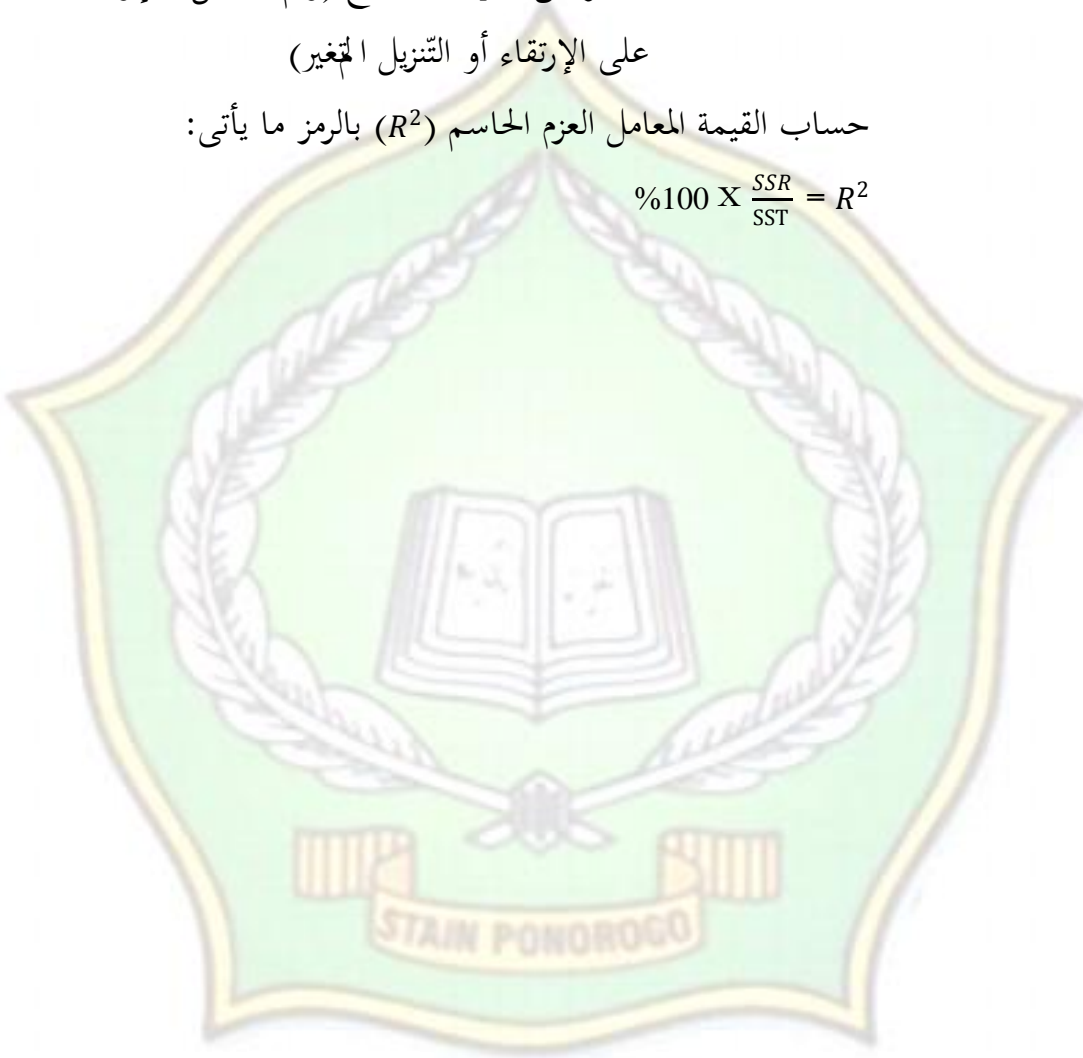 على الإرتقاء أو التّنزيل المتغير)
حساب القيمة المعامل العزم الحاسم (R²) بالرمز ما يأتى:
%100 X SSR/SST = R²
STAIN PONOROGO